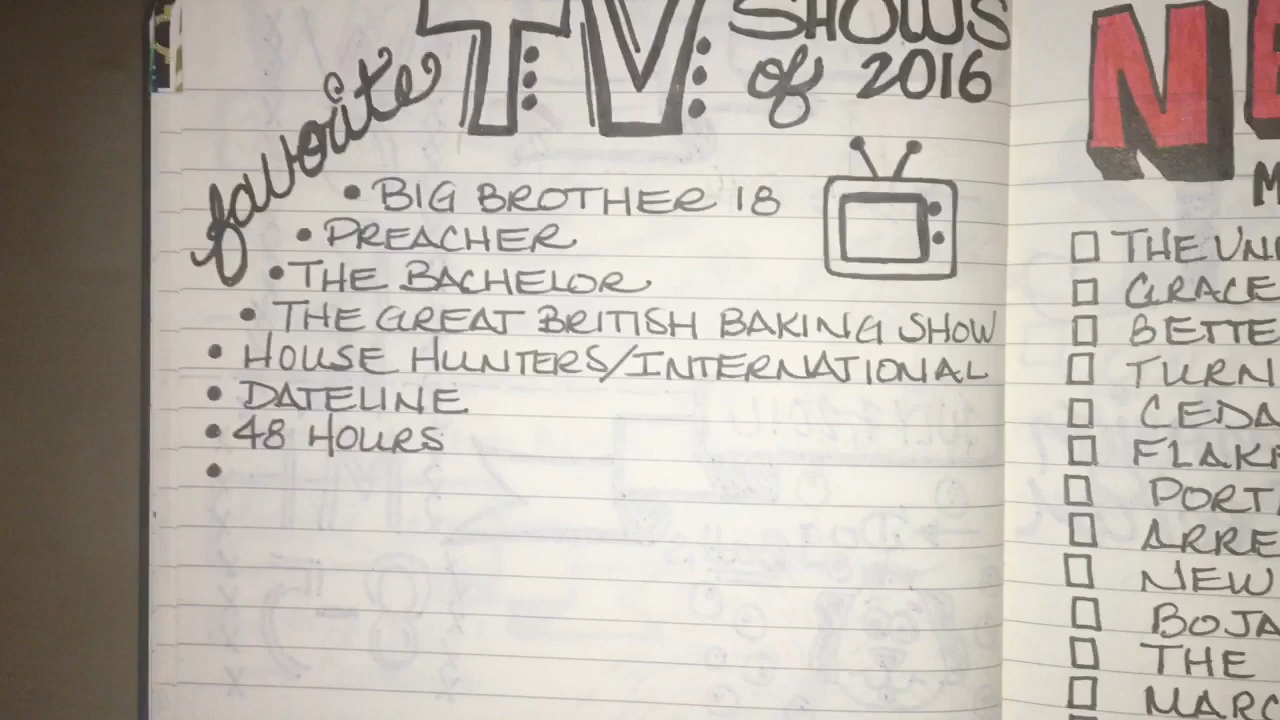 favorite TV SHOWS
of 2016
• BIG BROTHER 18
• PREACHER
• THE BACHELOR
• THE GREAT BRITISH BAKING SHOW
• HOUSE HUNTERS/INTERNATIONAL
• DATELINE
• 48 HOURS
•
N
M
THE UN
GRACE
BETTE
TURN
CEDA
FLAK
PORT
ARRE
NEW
BOJA
THE
MARC